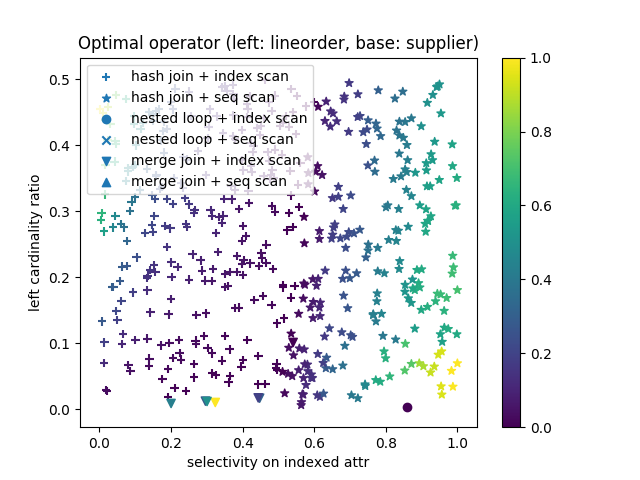 Optimal operator (left: lineorder, base: supplier)
hash join + index scan
hash join + seq scan
nested loop + index scan
nested loop + seq scan
merge join + index scan
merge join + seq scan
0.5
0.4
0.3
0.2
0.1
0.0
left cardinality ratio
0.0 0.2 0.4 0.6 0.8 1.0
selectivity on indexed attr
1.0
0.8
0.6
0.4
0.2
0.0